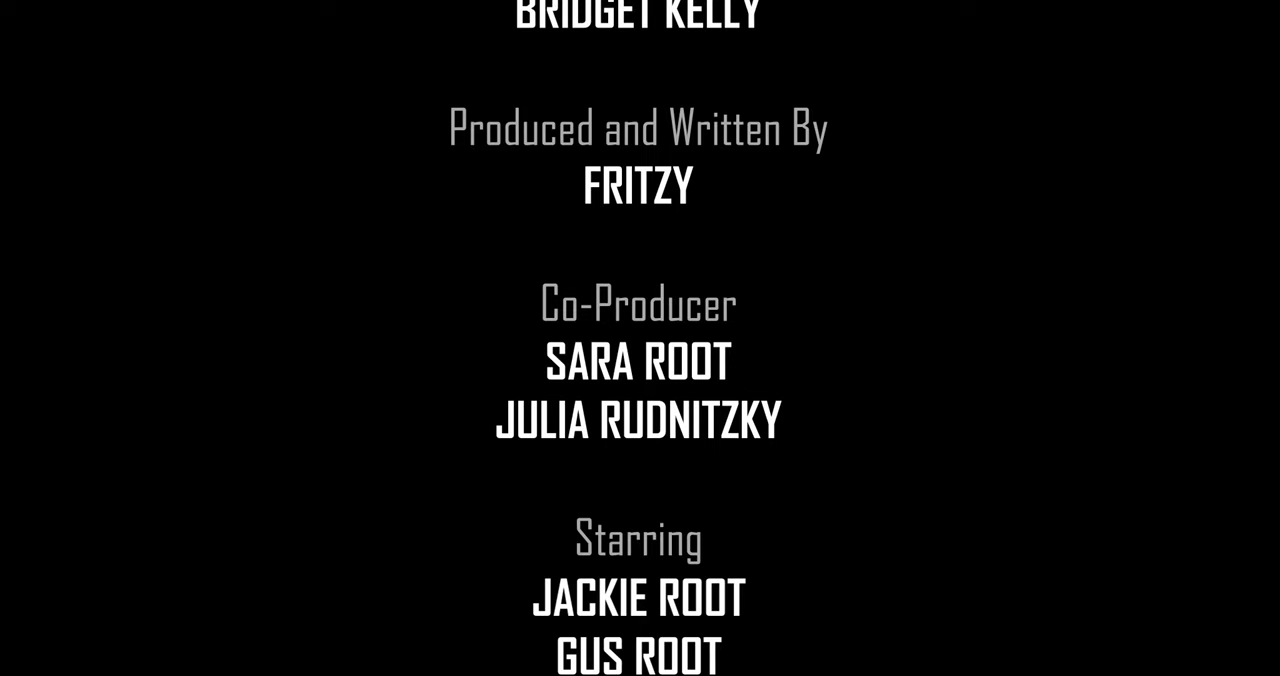 BRIDGET KELLY
Produced and Written By
FRITZY
Co-Producer
SARA ROOT
JULIA RUDNITZKY
Starring
JACKIE ROOT
GUS ROOT